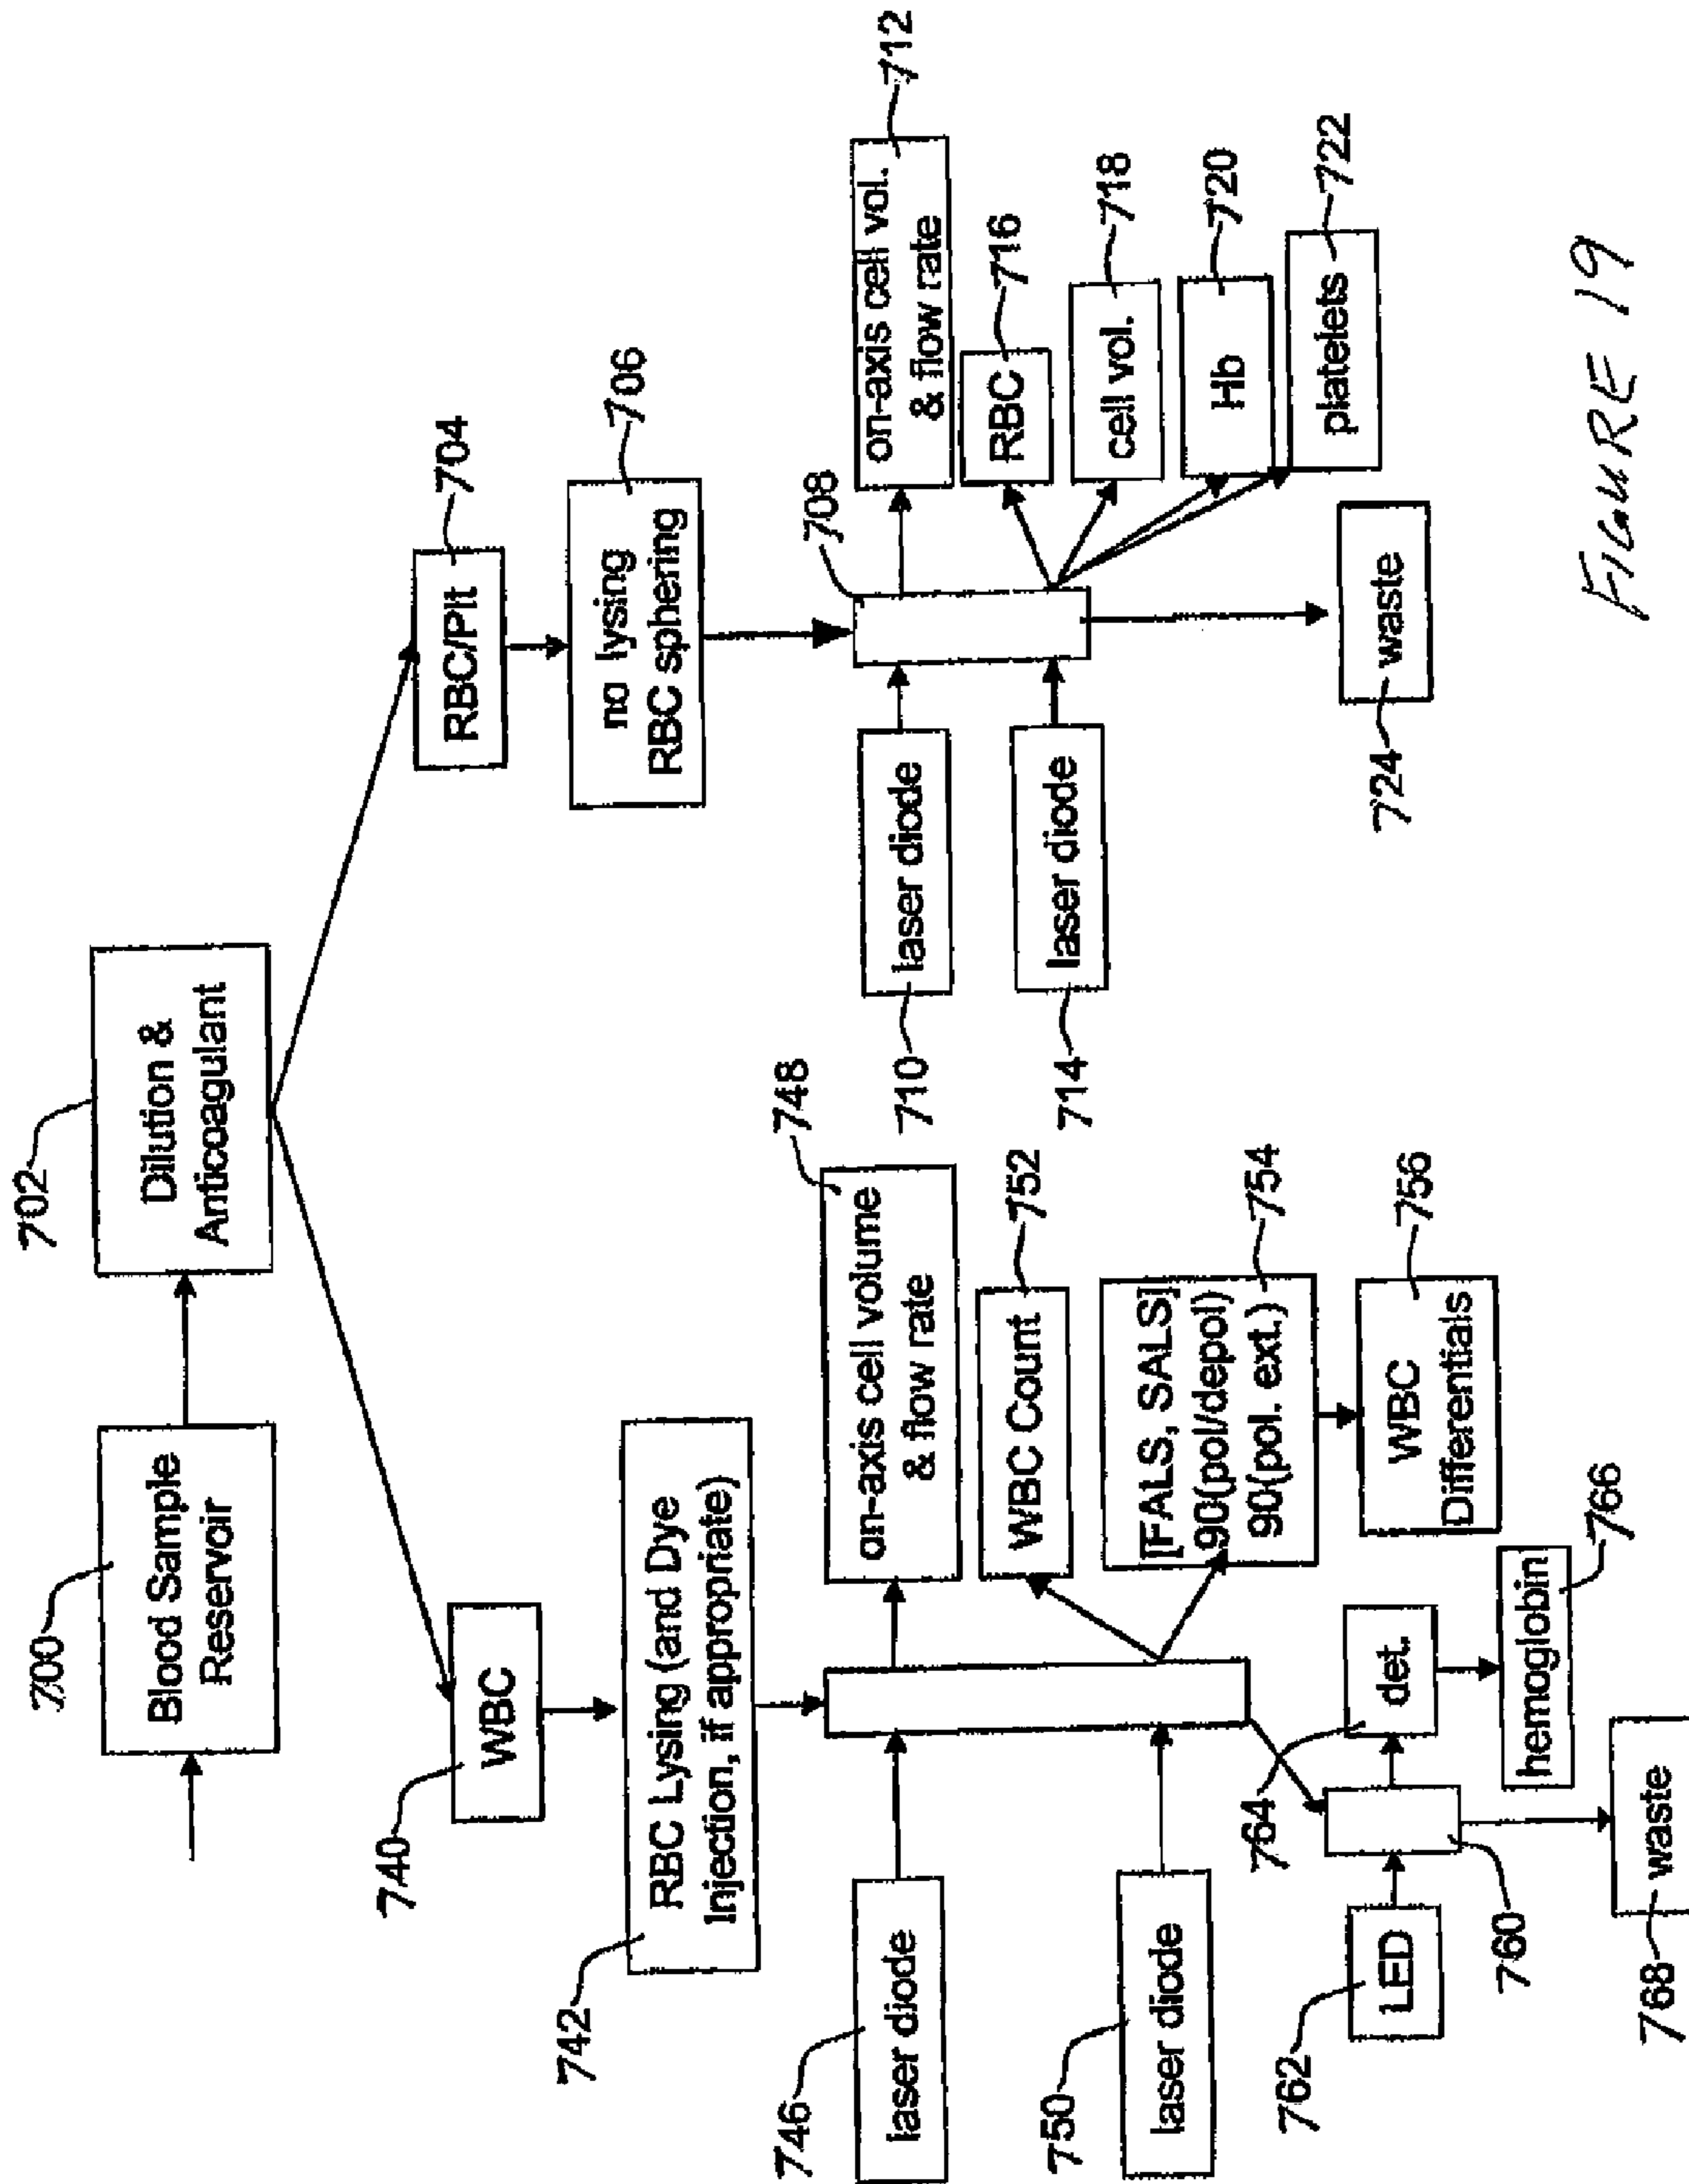 700
Blood Sample
Reservoir
702
Dilution &
Anticoagulant
740
WBC
704
RBC/Plt
742
RBC Lysing (and Dye
Injection, if appropriate)
706
no lysing
RBC sphering
746
laser diode
748
on-axis cell volume
& flow rate
WBC Count
752
750
laser diode
[FALS, SALS]
90(pol/depol)
90(pol. ext.)
754
WBC
Differentials
756
762
LED
760
764
det.
hemoglobin
766
768
waste
708
710
laser diode
on-axis cell vol.
& flow rate
712
714
laser diode
RBC
716
cell vol.
718
Hb
720
platelets
722
724
waste
FIGURE 19